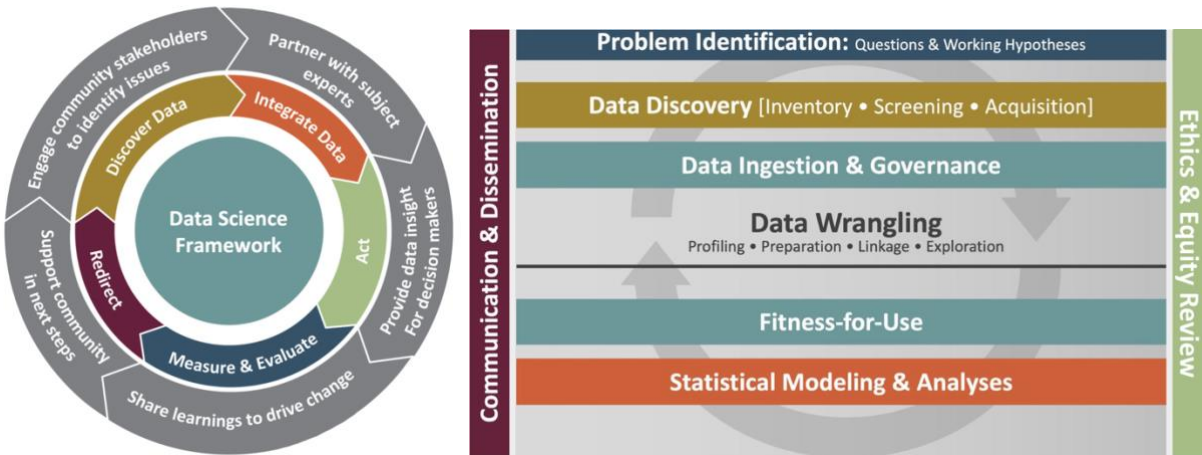 Engage community stakeholders
to identify issues
Partner with subject
experts
Provide data insight
For decision makers
Share learnings to drive change
Support community
in next steps
Discover Data
Integrate Data
Act
Measure & Evaluate
Redirect
Data Science
Framework
Communication & Dissemination
Problem Identification: Questions & Working Hypotheses
Data Discovery [Inventory • Screening • Acquisition]
Data Ingestion & Governance
Data Wrangling
Profiling • Preparation • Linkage • Exploration
Fitness-for-Use
Statistical Modeling & Analyses
Ethics & Equity Review